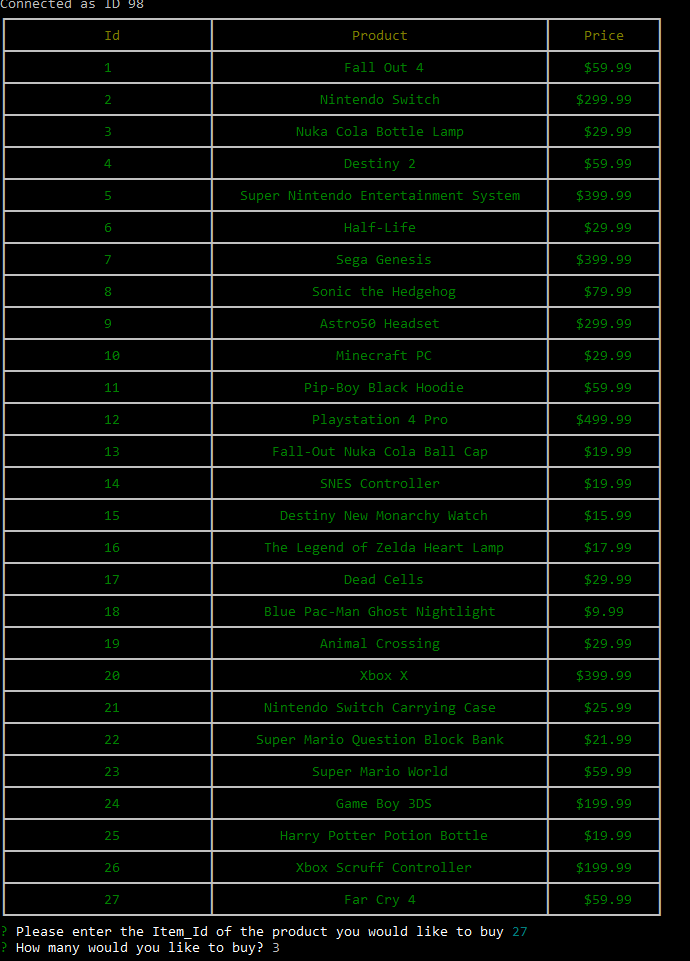 Connected as ID 98
Id Product Price
1 Fall Out 4 $59.99
2 Nintendo Switch $299.99
3 Nuka Cola Bottle Lamp $29.99
4 Destiny 2 $59.99
5 Super Nintendo Entertainment System $399.99
6 Half-Life $29.99
7 Sega Genesis $399.99
8 Sonic the Hedgehog $79.99
9 Astro50 Headset $299.99
10 Minecraft PC $29.99
11 Pip-Boy Black Hoodie $59.99
12 Playstation 4 Pro $499.99
13 Fall-Out Nuka Cola Ball Cap $19.99
14 SNES Controller $19.99
15 Destiny New Monarchy Watch $15.99
16 The Legend of Zelda Heart Lamp $17.99
17 Dead Cells $29.99
18 Blue Pac-Man Ghost Nightlight $9.99
19 Animal Crossing $29.99
20 Xbox X $399.99
21 Nintendo Switch Carrying Case $25.99
22 Super Mario Question Block Bank $21.99
23 Super Mario World $59.99
24 Game Boy 3DS $199.99
25 Harry Potter Potion Bottle $19.99
26 Xbox Scruff Controller $199.99
27 Far Cry 4 $59.99
? Please enter the Item_Id of the product you would like to buy 27
? How many would you like to buy? 3